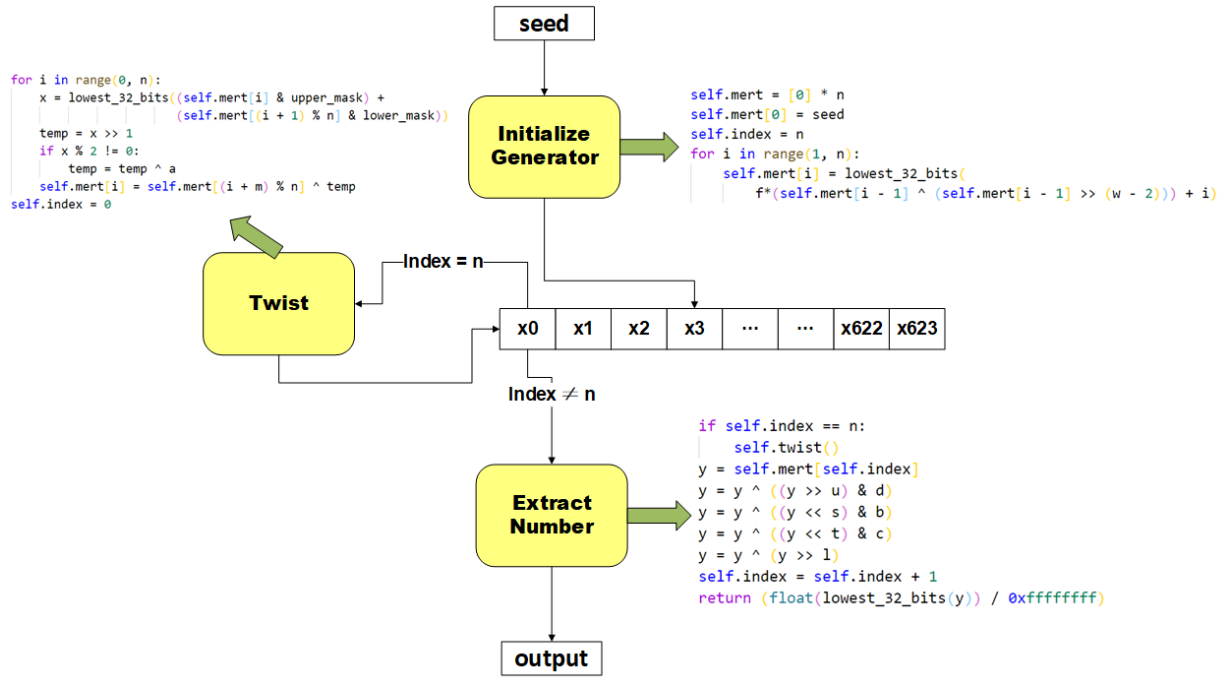 seed
for i in range(0, n):
x = lowest_32_bits((self.mert[i] & upper_mask) +
(self.mert[(i + 1) % n] & lower_mask))
temp = x >> 1
if x % 2 != 0:
temp = temp ^ a
self.mert[i] = self.mert[(i + m) % n] ^ temp
self.index = 0
Initialize
Generator
self.mert = [0] * n
self.mert[0] = seed
self.index = n
for i in range(1, n):
self.mert[i] = lowest_32_bits(
f*(self.mert[i - 1] ^ (self.mert[i - 1] >> (w - 2))) + i)
Index = n
Twist
x0 x1 x2 x3 ... ... x622 x623
Index ≠ n
Extract
Number
if self.index == n:
self.twist()
y = self.mert[self.index]
y = y ^ ((y >> u) & d)
y = y ^ ((y << s) & b)
y = y ^ ((y << t) & c)
y = y ^ (y >> l)
self.index = self.index + 1
return (float(lowest_32_bits(y)) / 0xffffffff)
output